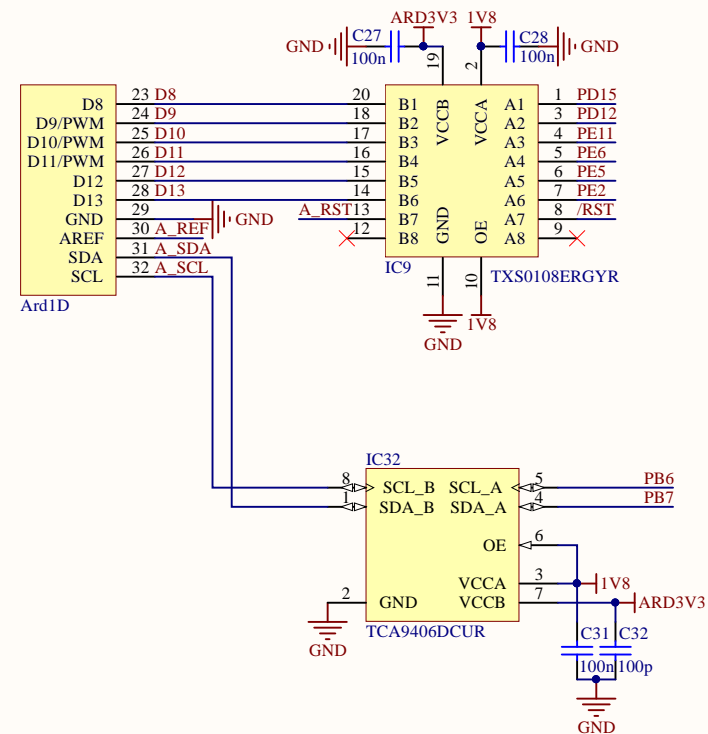 ARD3V3 1V8
C27 C28
GND GND
100n 100n
19 2
23 D8 20 1 PD15
D8 B1 A1
24 D9 18 3 PD12
D9/PWM B2 A2
25 D10 17 4 PE11
D10/PWM B3 A3
26 D11 16 5 PE6
D11/PWM B4 A4
27 D12 15 6 PE5
D12 B5 A5
28 D13 14 7 PE2
D13 B6 A6
29 A_RST 13 8 /RST
GND GND B7 A7
30 A_REF 12 9
AREF B8 A8
VCCB VCCA
GND OE
31 A_SDA
SDA
32 A_SCL
SCL
IC9 TXS0108ERGYR
Ard1D
11 10
1V8
GND
IC32
8 5 PB6
SCL_B SCL_A
1 4 PB7
SDA_B SDA_A
6
OE
3
VCCA 1V8
2 7
GND VCCB ARD3V3
TCA9406DCUR
GND
C31 C32
100n 100p
GND